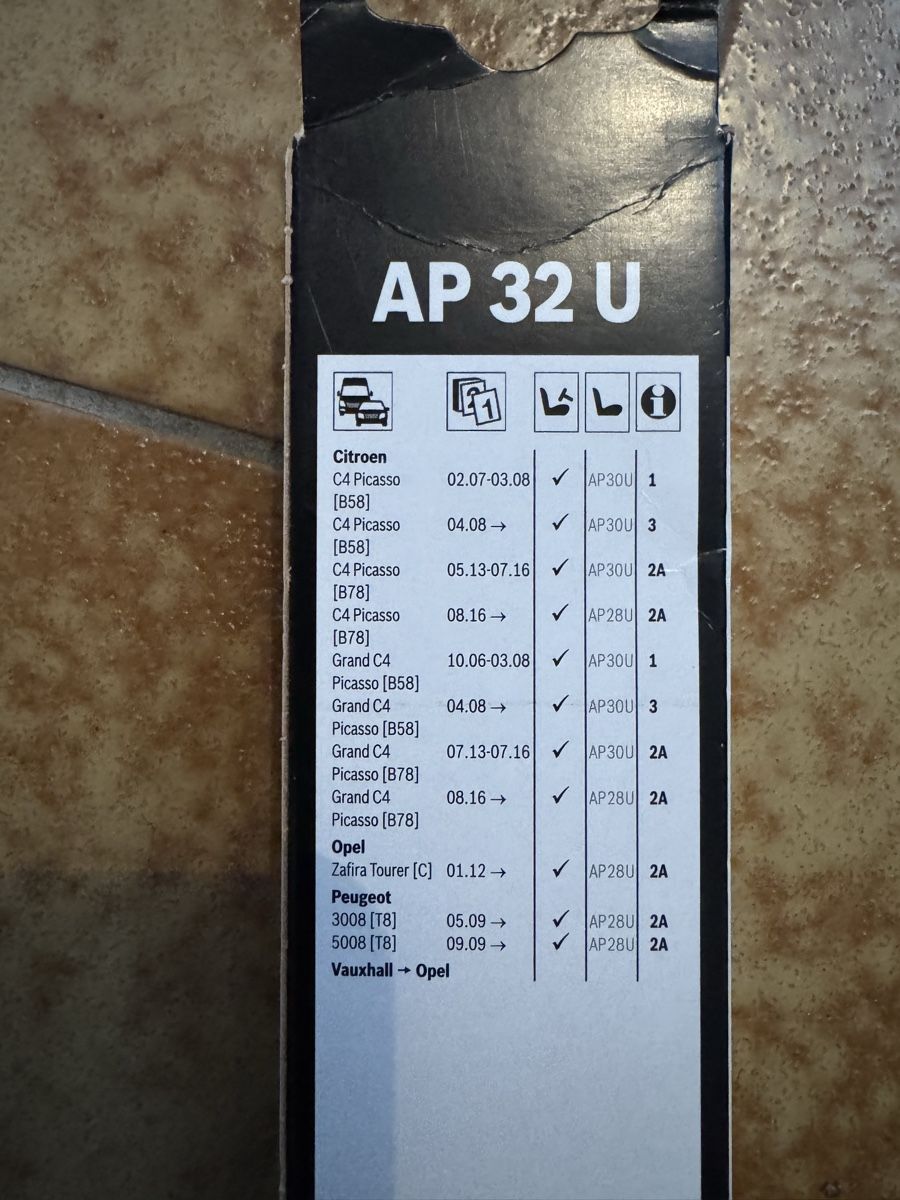 AP 32 U
1
Citroen
C4 Picasso 02.07-03.08 ✓ AP30U 1
[B58]
C4 Picasso 04.08 → ✓ AP30U 3
[B58]
C4 Picasso 05.13-07.16 ✓ AP30U 2A
[B78]
C4 Picasso 08.16 → ✓ AP28U 2A
[B78]
Grand C4 10.06-03.08 ✓ AP30U 1
Picasso [B58]
Grand C4 04.08 → ✓ AP30U 3
Picasso [B58]
Grand C4 07.13-07.16 ✓ AP30U 2A
Picasso [B78]
Grand C4 08.16 → ✓ AP28U 2A
Picasso [B78]
Opel
Zafira Tourer [C] 01.12 → ✓ AP28U 2A
Peugeot
3008 [T8] 05.09 → ✓ AP28U 2A
5008 [T8] 09.09 → ✓ AP28U 2A
Vauxhall → Opel